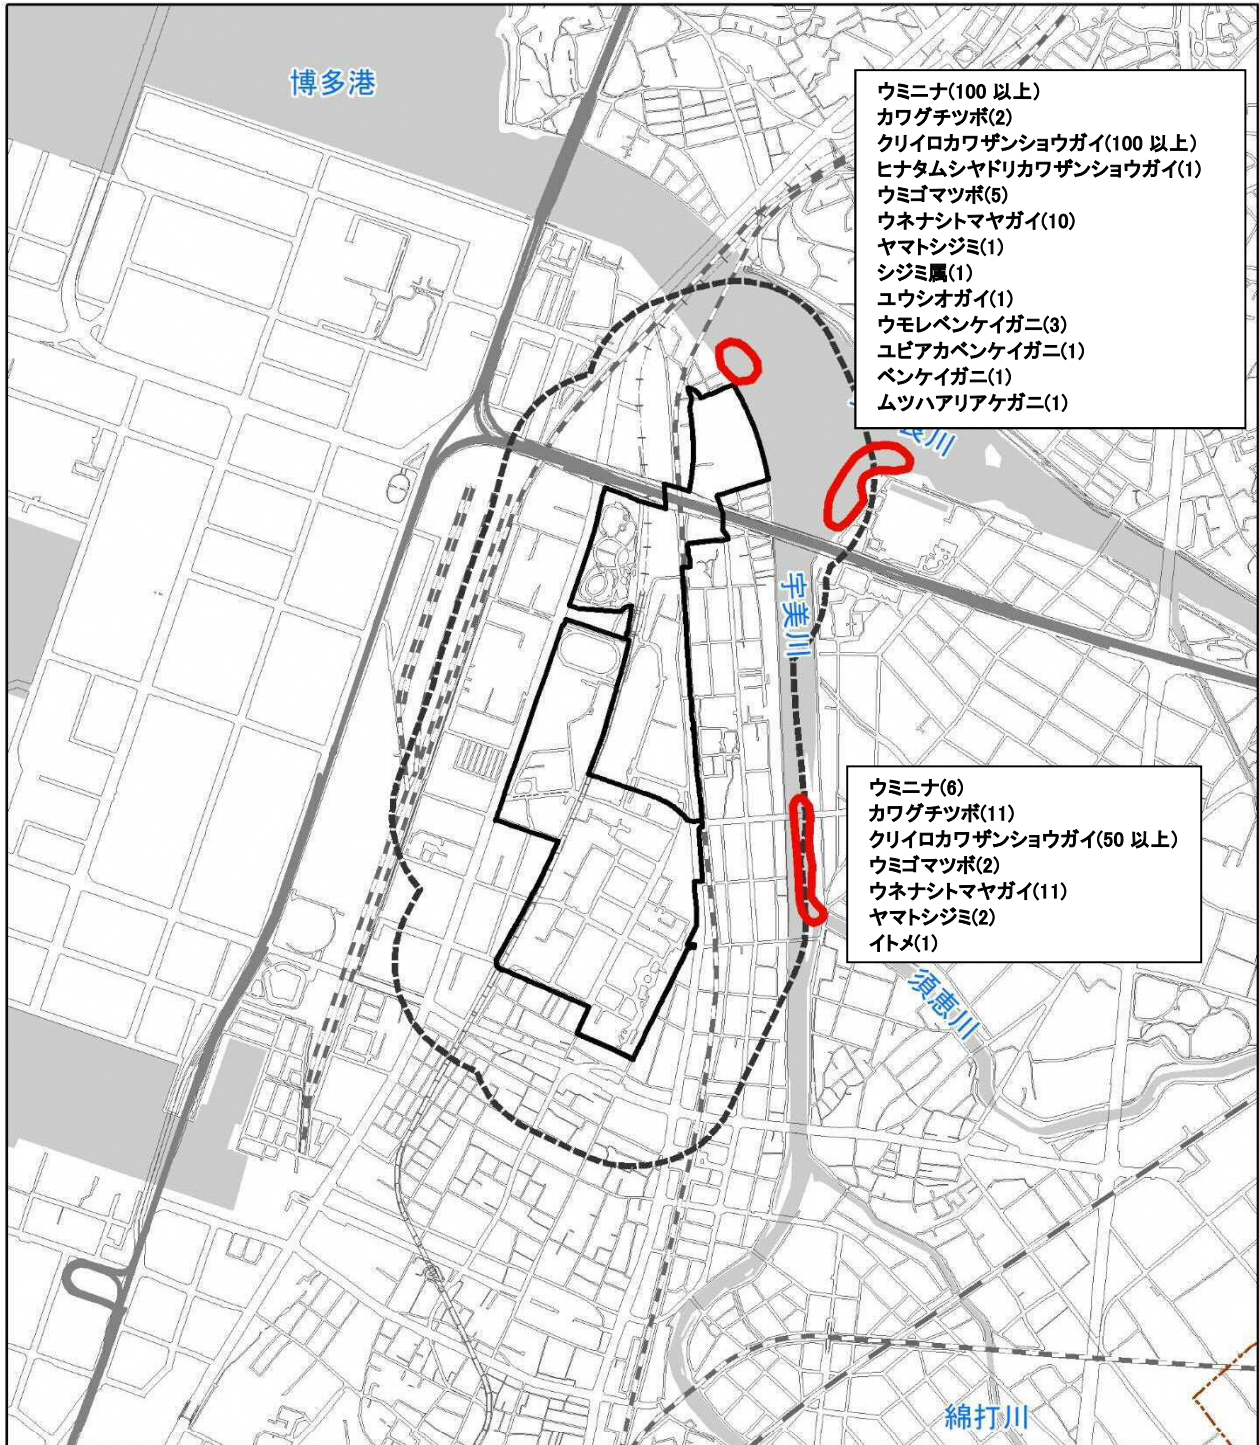 博多港
ウミニナ(100 以上)
カワグチツボ(2)
クリイロカワザンショウガイ(100 以上)
ヒナタムシヤドリカワザンショウガイ(1)
ウミゴマツボ(5)
ウネナシトマヤガイ(10)
ヤマトシジミ(1)
シジミ属(1)
ユウシオガイ(1)
ウモレベンケイガニ(3)
ユビアカベンケイガニ(1)
ベンケイガニ(1)
ムツハアリアケガニ(1)
良川
宇美川
ウミニナ(6)
カワグチツボ(11)
クリイロカワザンショウガイ(50 以上)
ウミゴマツボ(2)
ウネナシトマヤガイ(11)
ヤマトシジミ(2)
イトメ(1)
須恵川
綿打川